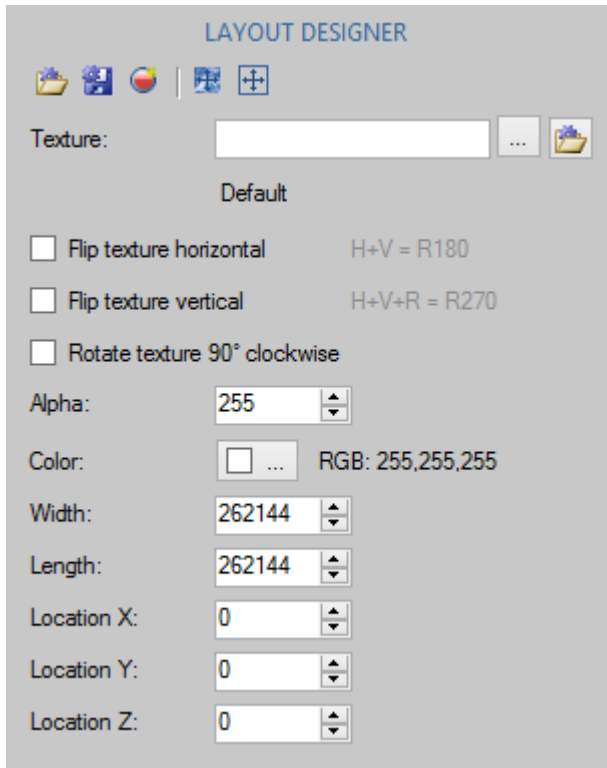 LAYOUT DESIGNER
Texture: ...
Default
Flip texture horizontal H+V = R180
Flip texture vertical H+V+R = R270
Rotate texture 90° clockwise
Alpha: 255
Color: ... RGB: 255,255,255
Width: 262144
Length: 262144
Location X: 0
Location Y: 0
Location Z: 0